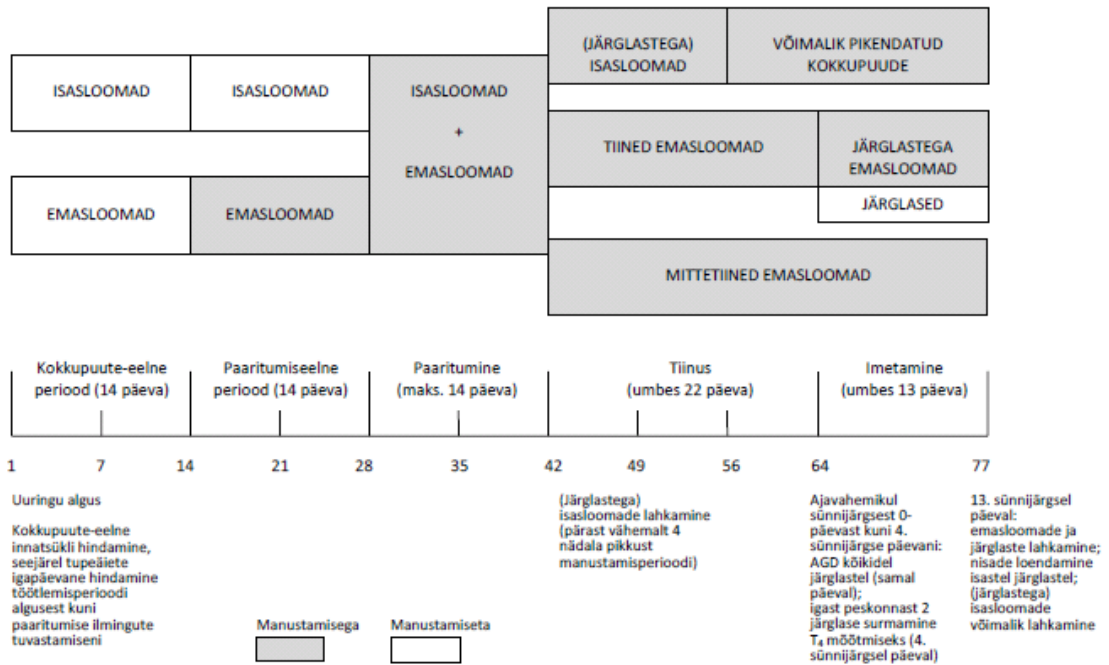 (JÄRGLASTEGA)
ISASLOOMAD
VÕIMALIK PIKENDATUD
KOKKUPUUDE
ISASLOOMAD
ISASLOOMAD
ISASLOOMAD
+
EMASLOOMAD
TIINED EMASLOOMAD
JÄRGLASTEGA
EMASLOOMAD
JÄRGLASED
EMASLOOMAD
EMASLOOMAD
MITTETIINED EMASLOOMAD
Kokkupuute-eelne
periood (14 päeva)
Paaritumiseelne
periood (14 päeva)
Paaritumine
(maks. 14 päeva)
Tiinus
(umbes 22 päeva)
Imetamine
(umbes 13 päeva)
1 7 14 21 28 35 42 49 56 64 77
Uuringu algus
Kokkupuute-eelne
innatsükli hindamine,
seejärel tupeäiete
igapäevane hindamine
töötlemisperioodi
algusest kuni
paaritumise ilmingute
tuvastamiseni
(Järglastega)
isasloomade lahkamine
(pärast vähemalt 4
nädala pikkust
manustamisperioodi)
Ajavahemikul
sünnijärgsest 0-
päevast kuni 4.
sünnijärgse päevani:
AGD kõikidel
järglastel (samal
päeval);
igast peskonnast 2
järglase surmamine
T₄ mõõtmiseks (4.
sünnijärgsel päeval)
13. sünnijärgsel
päeval:
emasloomade ja
järglaste lahkamine;
nisade loendamine
isastel järglastel;
(järglastega)
isasloomade
võimalik lahkamine
Manustamisega
Manustamiseta